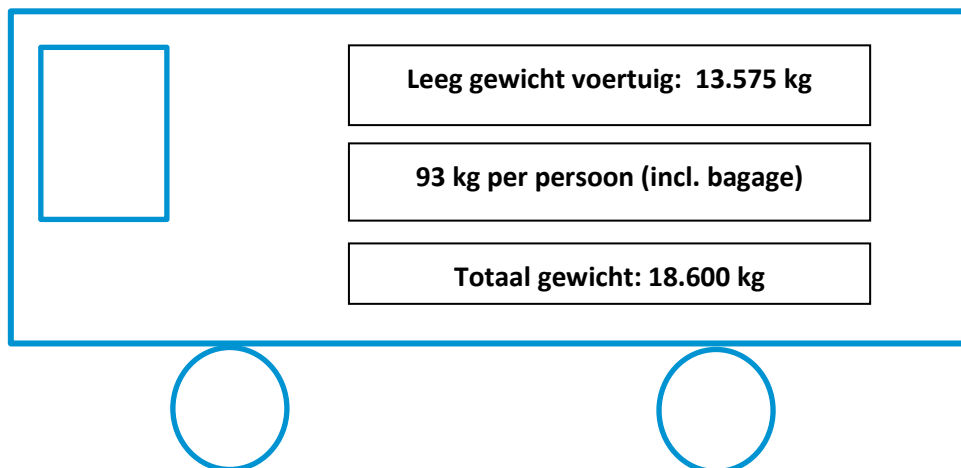 Leeg gewicht voertuig: 13.575 kg
93 kg per persoon (incl. bagage)
Totaal gewicht: 18.600 kg